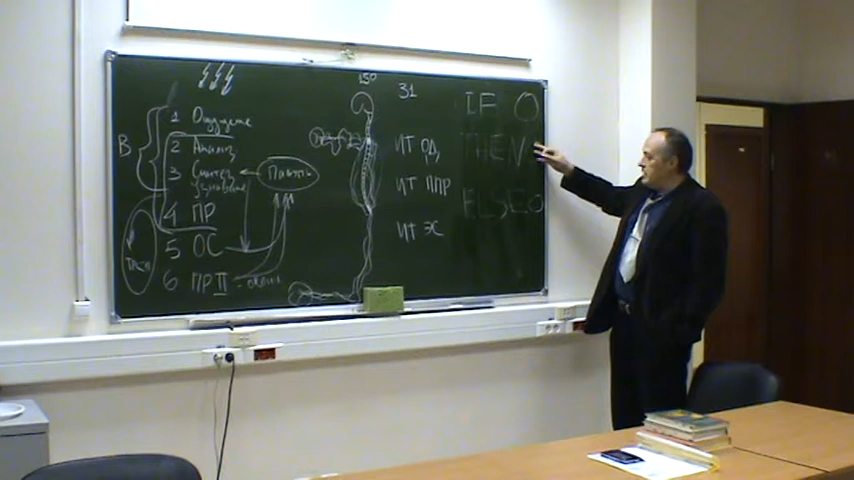 150
31
В
1 Ощущение
2 Анализ
3 Синтез
Память
4 ПР
5 ОС
6 ПР II -
ИТ ОД,
ИТ ППР
ИТ ЭС
IF O
THEN
ELSE O